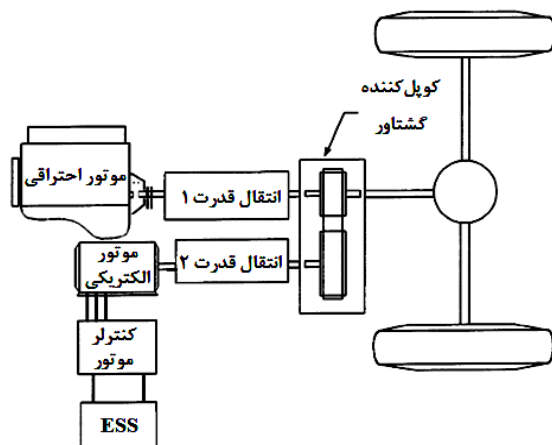 کوپل‌کننده
گشتاور
موتور احتراقی
انتقال قدرت ۱
موتور
الکتریکی
انتقال قدرت ۲
کنترلر
موتور
ESS